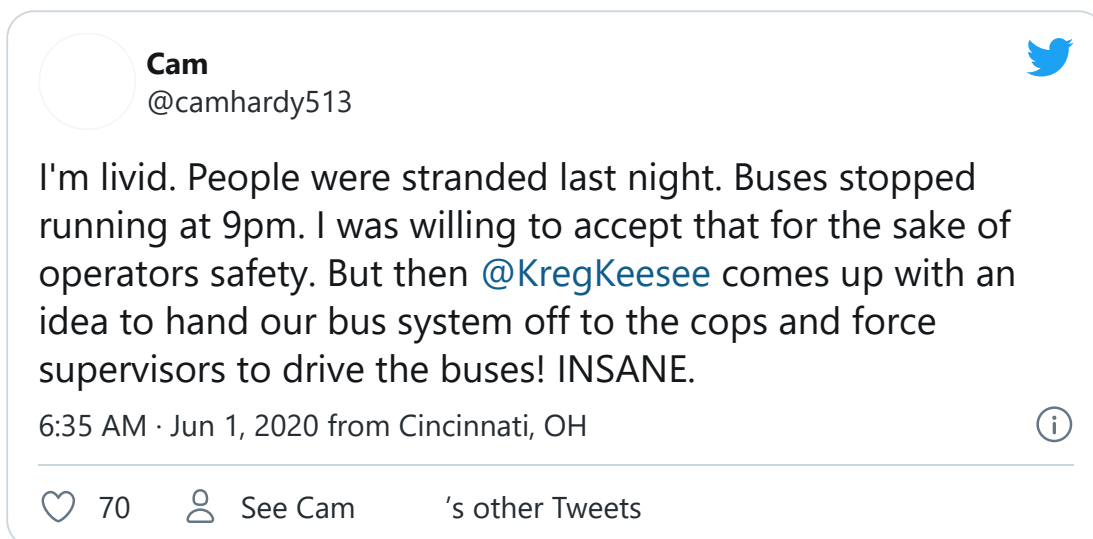 Cam
@camhardy513
I'm livid. People were stranded last night. Buses stopped
running at 9pm. I was willing to accept that for the sake of
operators safety. But then @KregKeesee comes up with an
idea to hand our bus system off to the cops and force
supervisors to drive the buses! INSANE.
6:35 AM · Jun 1, 2020 from Cincinnati, OH
70 See Cam 's other Tweets